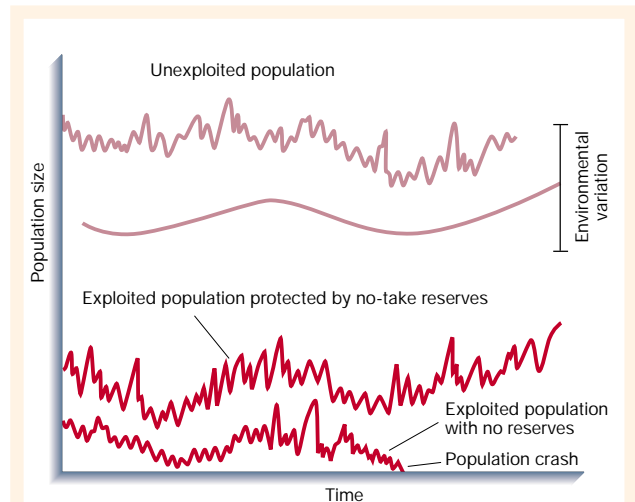 Unexploited population
Population size
Environmental
variation
Exploited population protected by no-take reserves
Exploited population
with no reserves
Population crash
Time